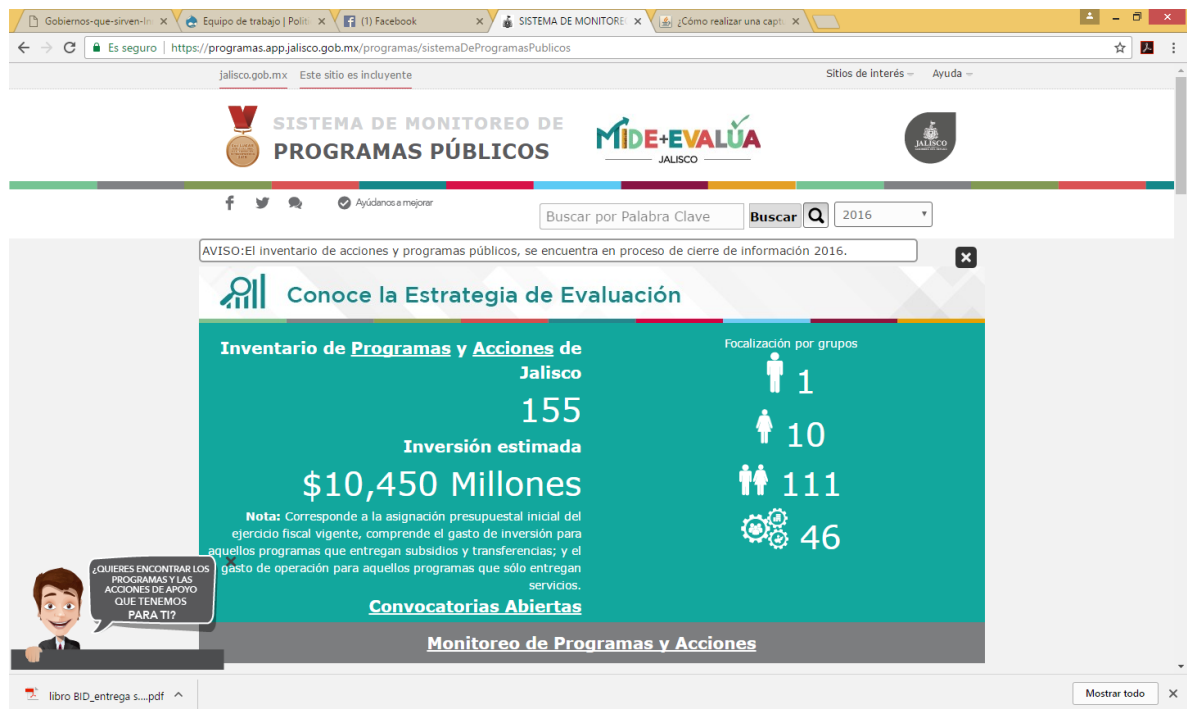 Gobiernos-que-sirven-In
Equipo de trabajo | Polit
(1) Facebook
SISTEMA DE MONITORE
¿Cómo realizar una capt
Es seguro
https://programas.app.jalisco.gob.mx/programas/sistemaDeProgramasPublicos
jalisco.gob.mx Este sitio es incluyente
Sitios de interés Ayuda
SISTEMA DE MONITOREO DE
PROGRAMAS PÚBLICOS
MIDE+EVALÚA
JALISCO
JALISCO
Ayúdanos a mejorar
Buscar por Palabra Clave
Buscar
2016
AVISO:El inventario de acciones y programas públicos, se encuentra en proceso de cierre de información 2016.
Conoce la Estrategia de Evaluación
Inventario de Programas y Acciones de
Jalisco
155
Inversión estimada
$10,450 Millones
Nota: Corresponde a la asignación presupuestal inicial del
ejercicio fiscal vigente, comprende el gasto de inversión para
aquellos programas que entregan subsidios y transferencias; y el
gasto de operación para aquellos programas que sólo entregan
servicios.
Convocatorias Abiertas
Focalización por grupos
1
10
111
46
¿QUIERES ENCONTRAR LOS
PROGRAMAS Y LAS
ACCIONES DE APOYO
QUE TENEMOS
PARA TI?
Monitoreo de Programas y Acciones
libro BID_entrega s....pdf
Mostrar todo